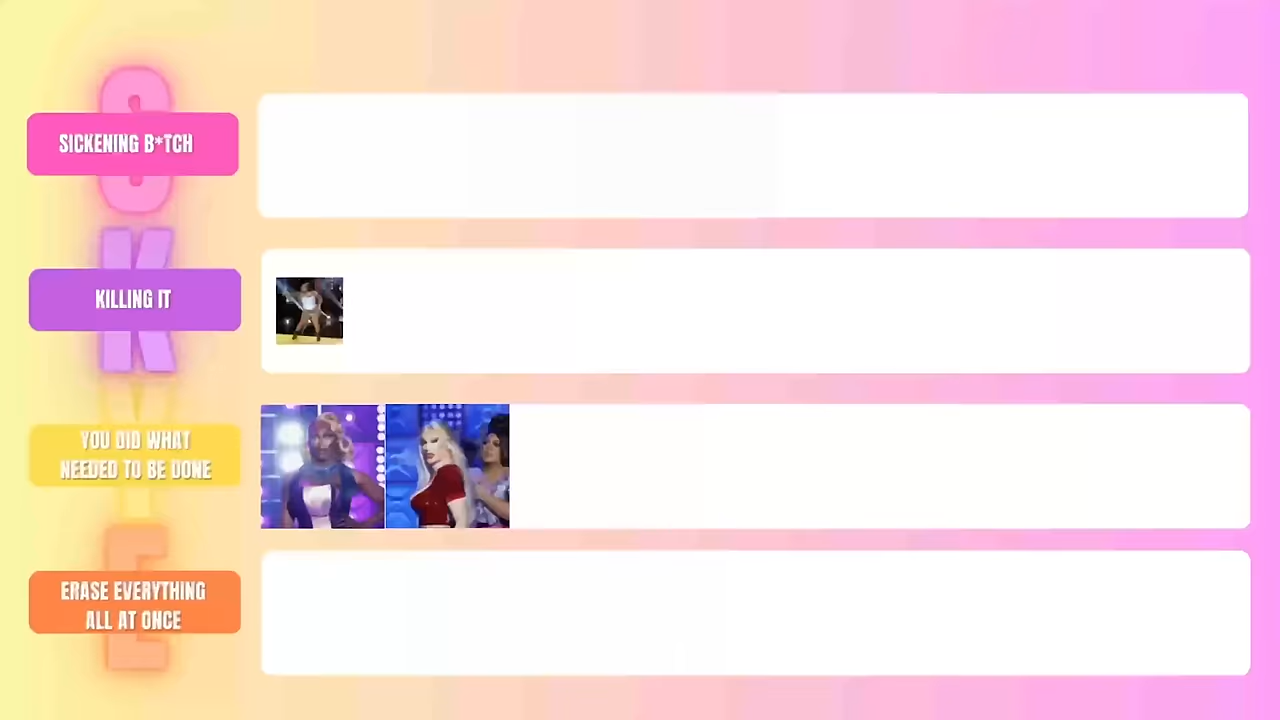 S
SICKENING B*TCH
K
KILLING IT
YOU DID WHAT
NEEDED TO BE DONE
E
ERASE EVERYTHING
ALL AT ONCE